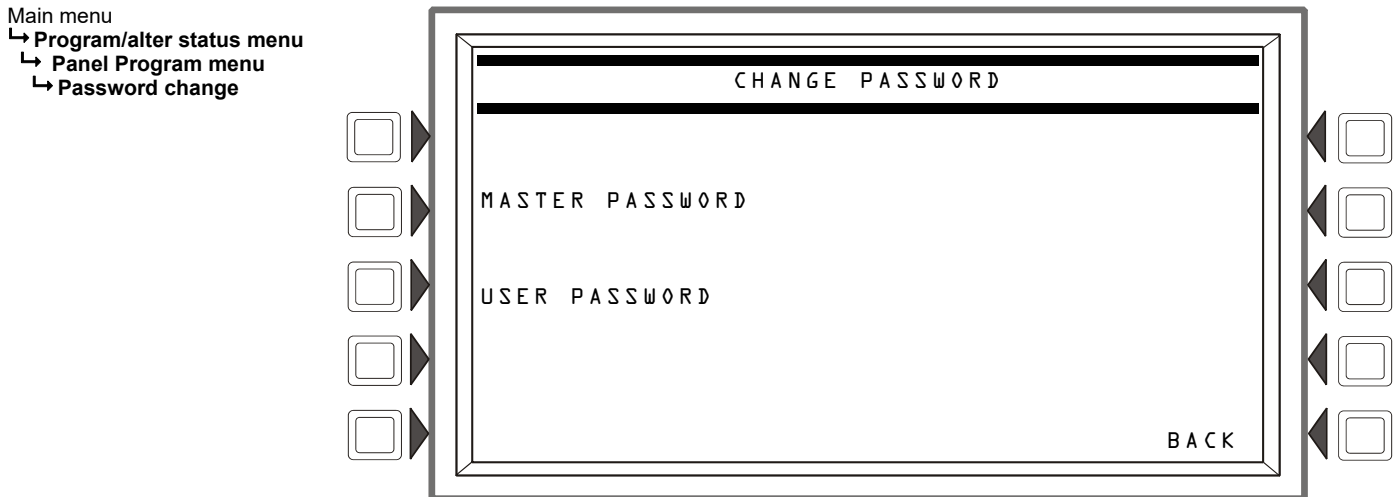 Main menu
Program/alter status menu
Panel Program menu
Password change
CHANGE PASSWORD
MASTER PASSWORD
USER PASSWORD
BACK